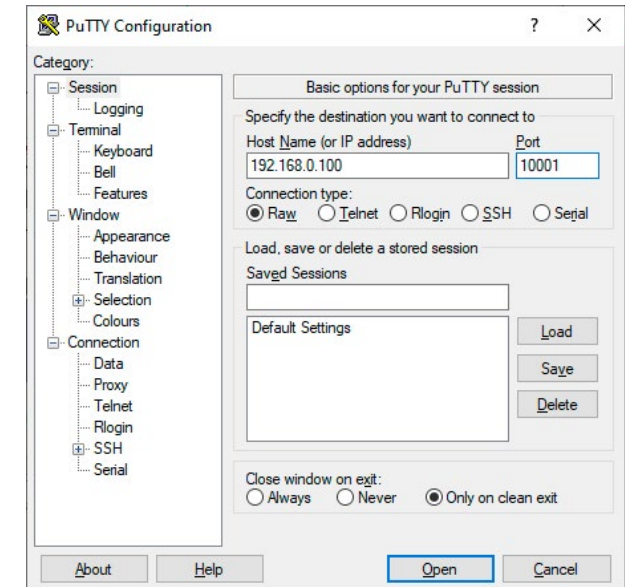 PuTTY Configuration
?
Category:
Session
Logging
Terminal
Keyboard
Bell
Features
Window
Appearance
Behaviour
Translation
Selection
Colours
Connection
Data
Proxy
Telnet
Rlogin
SSH
Serial
Basic options for your PuTTY session
Specify the destination you want to connect to
Host Name (or IP address) Port
192.168.0.100 10001
Connection type:
Raw Telnet Rlogin SSH Serial
Load, save or delete a stored session
Saved Sessions
Default Settings
Load
Save
Delete
Close window on exit:
Always Never Only on clean exit
About Help Open Cancel